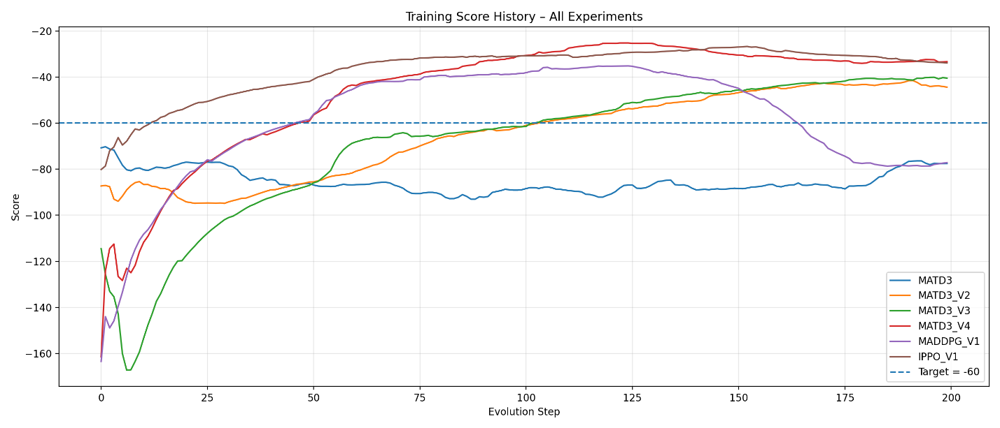 Training Score History – All Experiments
−20
−40
−60
−80
−100
−120
−140
−160
Score
0 25 50 75 100 125 150 175 200
Evolution Step
MATD3
MATD3_V2
MATD3_V3
MATD3_V4
MADDPG_V1
IPPO_V1
Target = -60